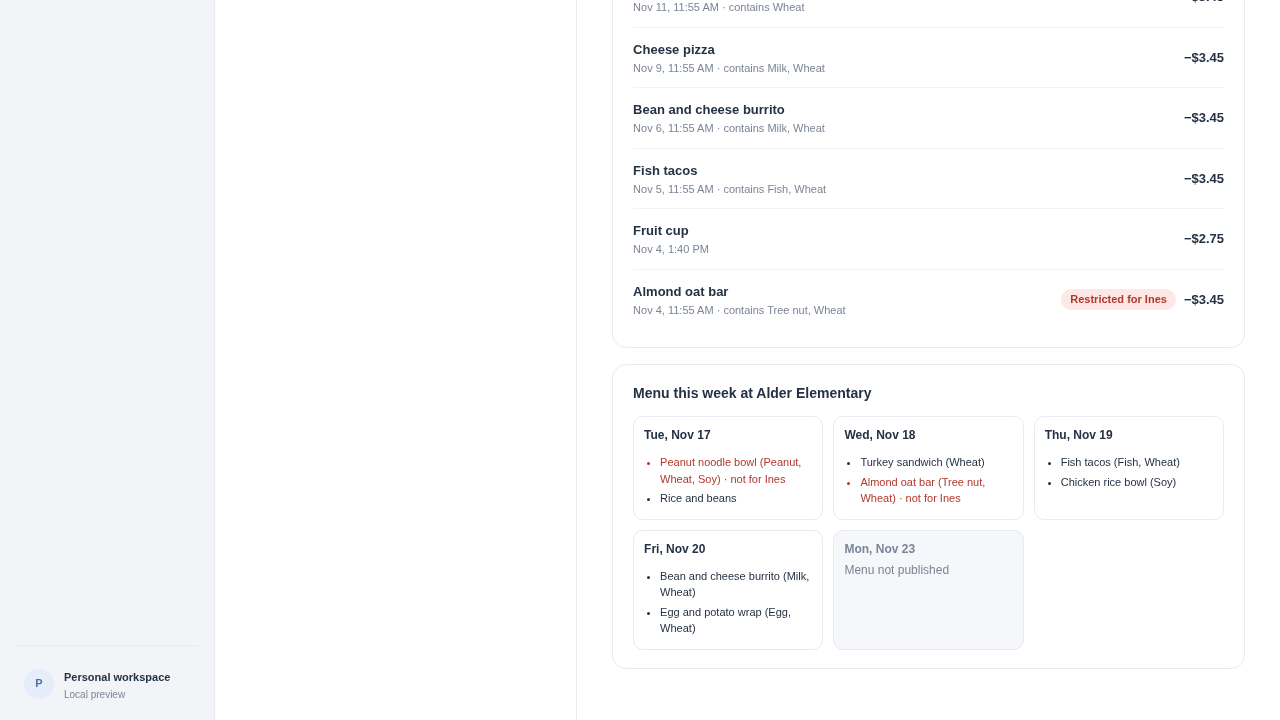 Nov 11, 11:55 AM · contains Wheat
Cheese pizza
Nov 9, 11:55 AM · contains Milk, Wheat
−$3.45
Bean and cheese burrito
Nov 6, 11:55 AM · contains Milk, Wheat
−$3.45
Fish tacos
Nov 5, 11:55 AM · contains Fish, Wheat
−$3.45
Fruit cup
Nov 4, 1:40 PM
−$2.75
Almond oat bar
Nov 4, 11:55 AM · contains Tree nut, Wheat
Restricted for Ines −$3.45
Menu this week at Alder Elementary
Tue, Nov 17
Peanut noodle bowl (Peanut,
Wheat, Soy) · not for Ines
Rice and beans
Wed, Nov 18
Turkey sandwich (Wheat)
Almond oat bar (Tree nut,
Wheat) · not for Ines
Thu, Nov 19
Fish tacos (Fish, Wheat)
Chicken rice bowl (Soy)
Fri, Nov 20
Bean and cheese burrito (Milk,
Wheat)
Egg and potato wrap (Egg,
Wheat)
Mon, Nov 23
Menu not published
P
Personal workspace
Local preview